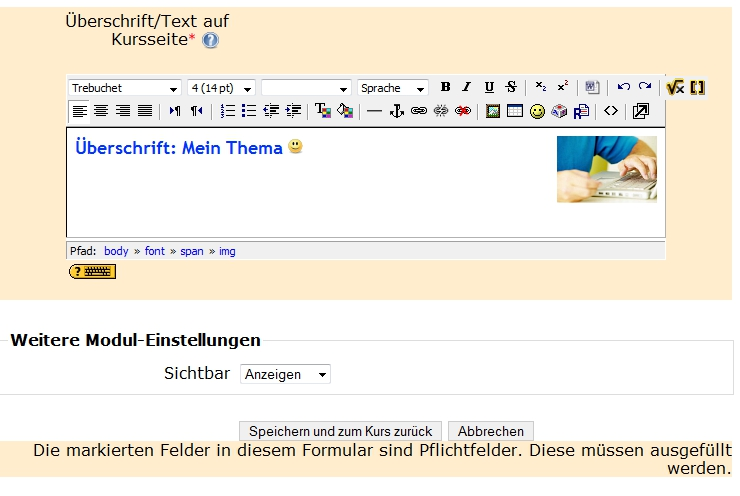 Überschrift/Text auf
Kursseite*
Trebuchet 4 (14 pt) Sprache B I U S x₂ x²
Überschrift: Mein Thema
Pfad: body » font » span » img
?
Weitere Modul-Einstellungen
Sichtbar Anzeigen
Speichern und zum Kurs zurück Abbrechen
Die markierten Felder in diesem Formular sind Pflichtfelder. Diese müssen ausgefüllt
werden.